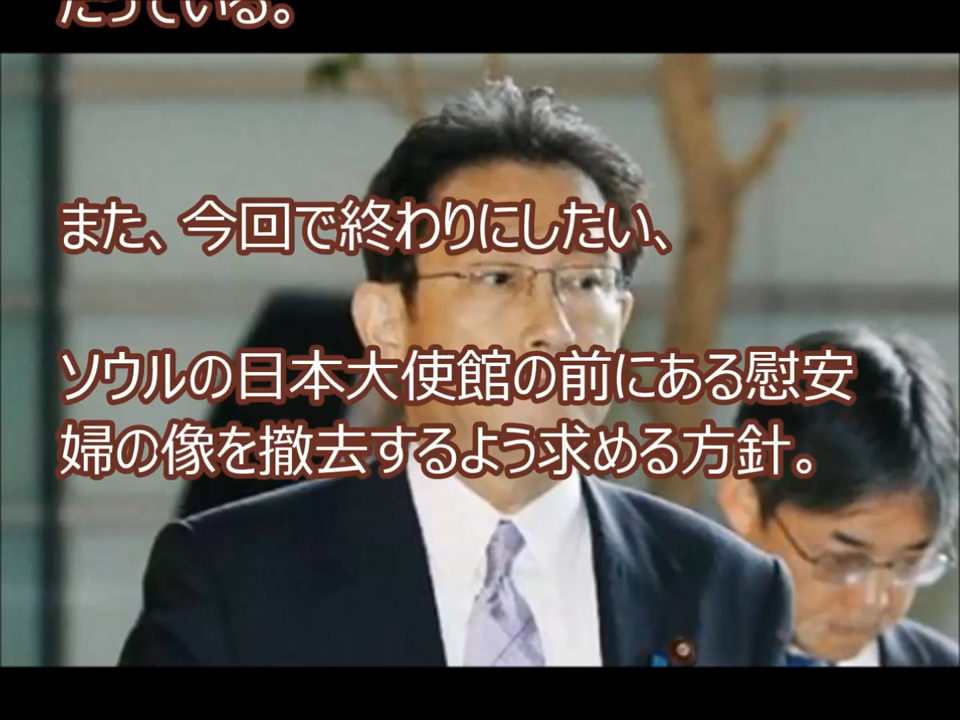 たっている。
また、今回で終わりにしたい、
ソウルの日本大使館の前にある慰安
婦の像を撤去するよう求める方針。